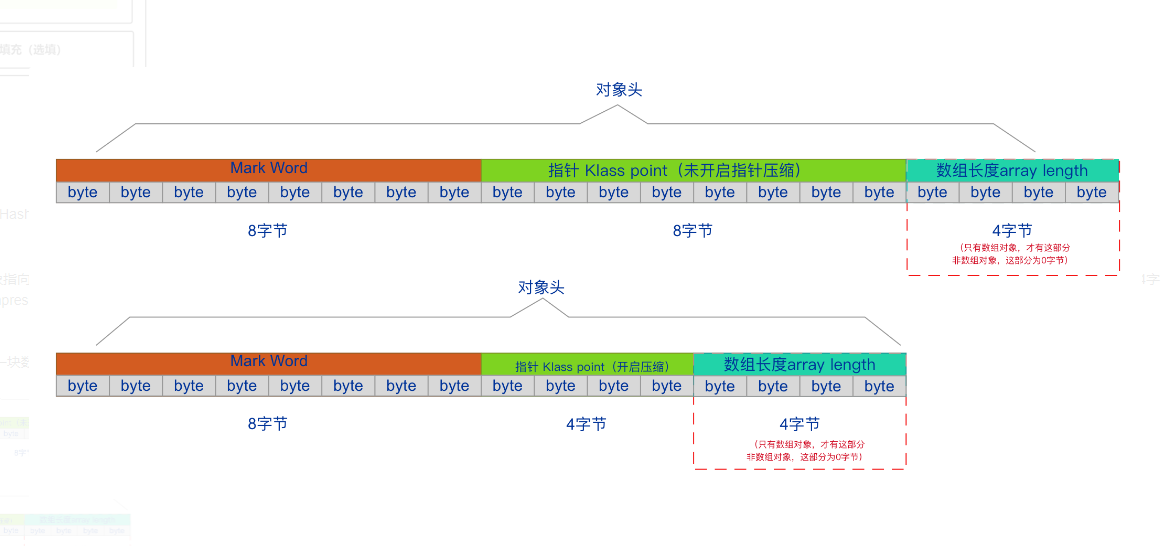 填充（选填）
对象头
Mark Word
指针 Klass point（未开启指针压缩）
数组长度array length
byte byte byte byte byte byte byte byte byte byte byte byte byte byte byte byte byte byte byte byte
8字节
8字节
4字节
（只有数组对象，才有这部分
非数组对象，这部分为0字节）
Hash
对象头
Mark Word
指针 Klass point（开启压缩）
数组长度array length
byte byte byte byte byte byte byte byte byte byte byte byte byte byte byte byte
8字节
4字节
4字节
（只有数组对象，才有这部分
非数组对象，这部分为0字节）